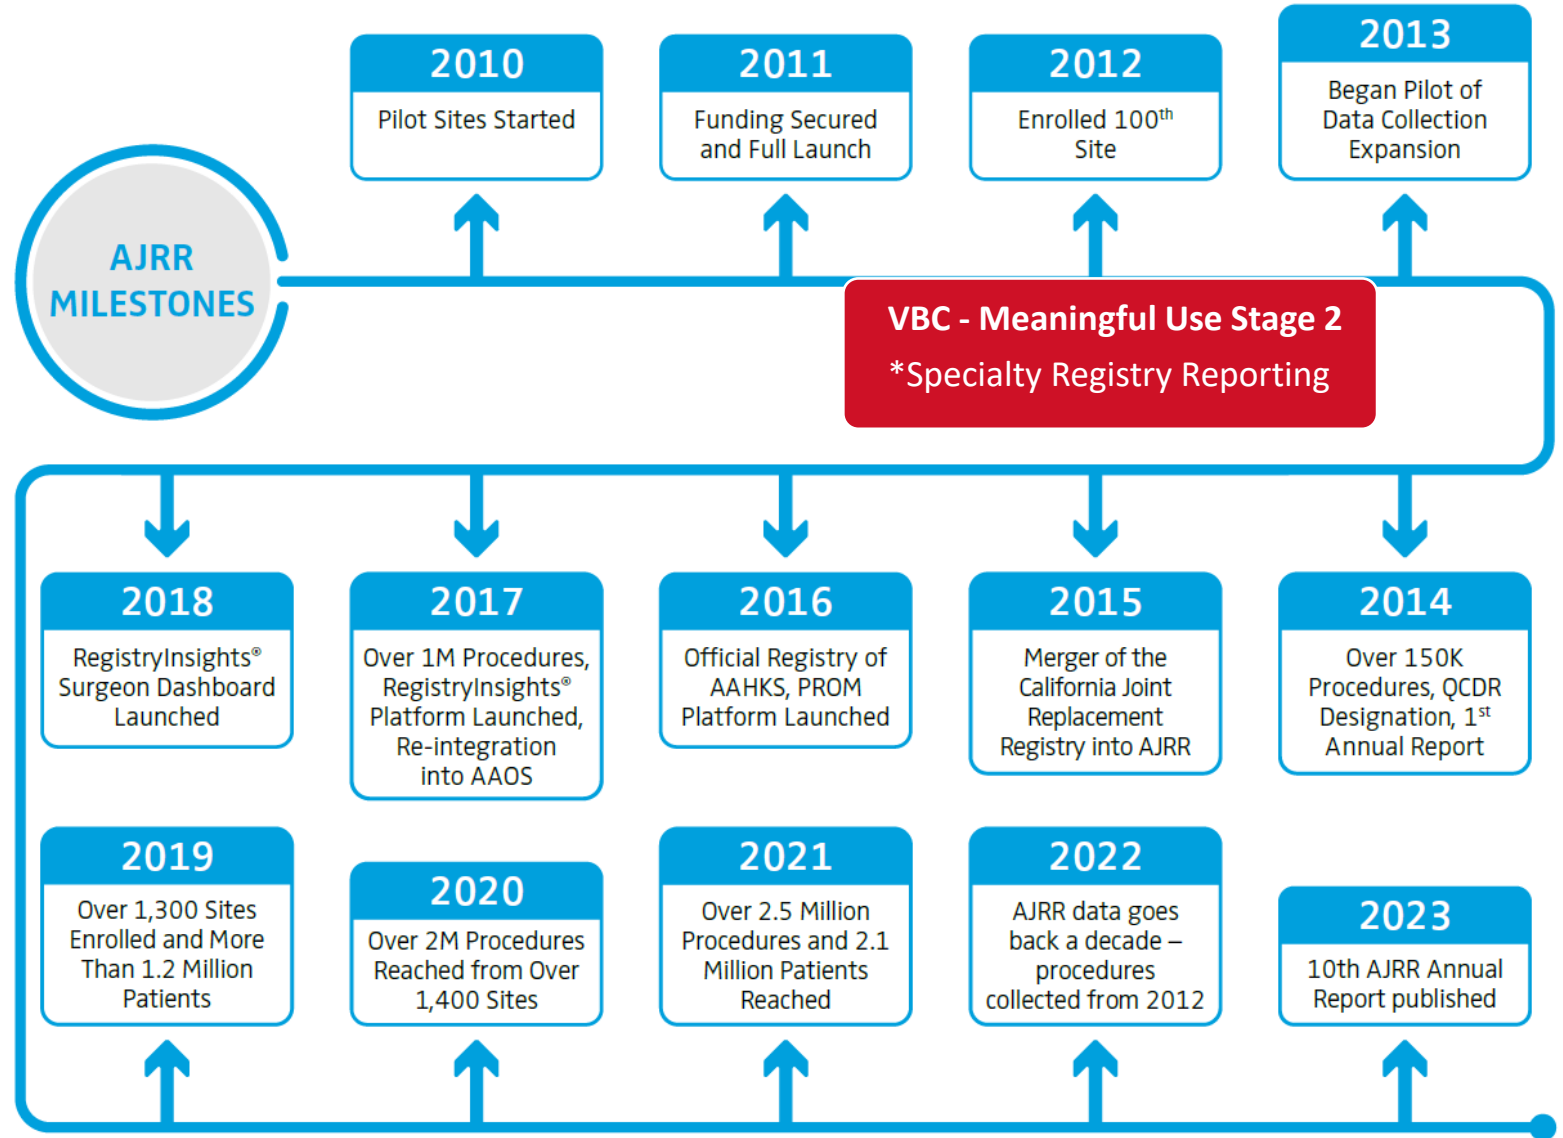 AJRR
MILESTONES
2010
Pilot Sites Started
2011
Funding Secured
and Full Launch
2012
Enrolled 100th
Site
2013
Began Pilot of
Data Collection
Expansion
VBC - Meaningful Use Stage 2
*Specialty Registry Reporting
2018
RegistryInsights®
Surgeon Dashboard
Launched
2017
Over 1M Procedures,
RegistryInsights®
Platform Launched,
Re-integration
into AAOS
2016
Official Registry of
AAHKS, PROM
Platform Launched
2015
Merger of the
California Joint
Replacement
Registry into AJRR
2014
Over 150K
Procedures, QCDR
Designation, 1st
Annual Report
2019
Over 1,300 Sites
Enrolled and More
Than 1.2 Million
Patients
2020
Over 2M Procedures
Reached from Over
1,400 Sites
2021
Over 2.5 Million
Procedures and 2.1
Million Patients
Reached
2022
AJRR data goes
back a decade –
procedures
collected from 2012
2023
10th AJRR Annual
Report published